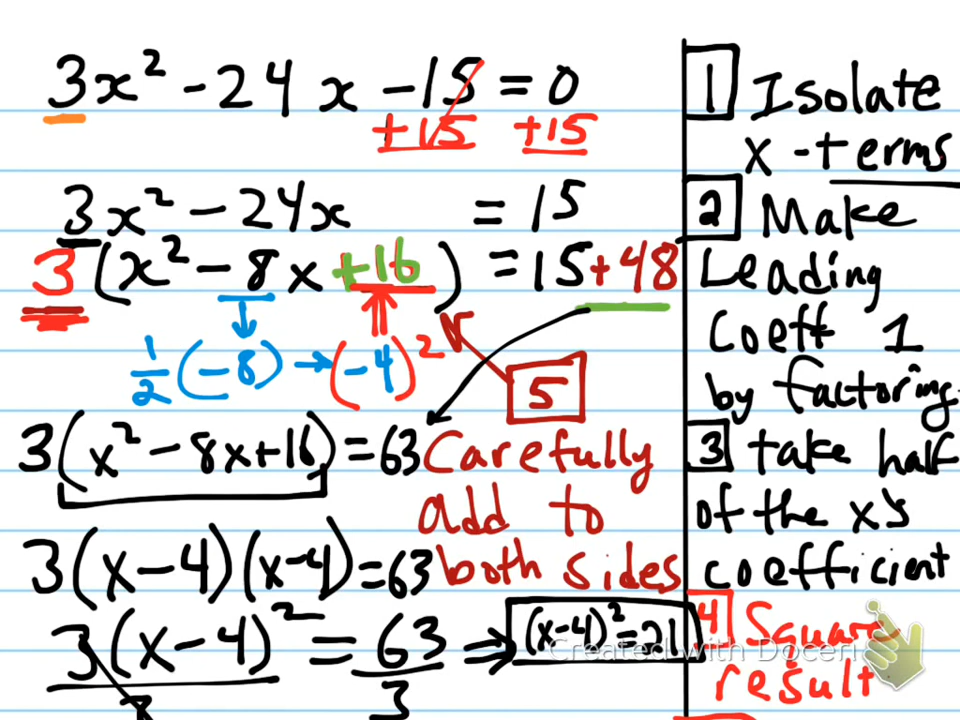 3x² - 24x - 15 = 0
+15 +15
3x² - 24x = 15
3(x² - 8x + 16) = 15 + 48
1/2 (-8) → (-4)²
5
3(x² - 8x + 16) = 63
Carefully
add to
both sides
3(x - 4)(x - 4) = 63
3(x - 4)² = 63 ⇒ (x-4)² = 21
3 3
1 Isolate
x-terms
2 Make
Leading
Coeff 1
by factoring
3 take half
of the x's
coefficient
4 Square
result
Created with Doceri